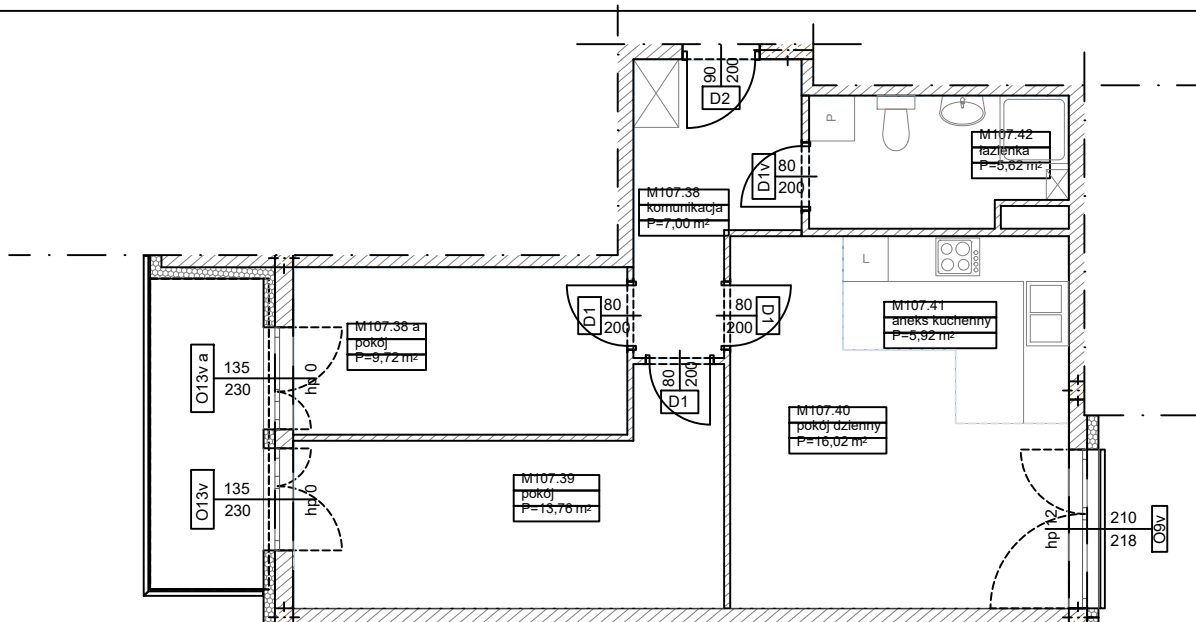 90
200
D2
P
M107.42
łazienka
P=5,62 m²
D1v
80
200
M107.38
komunikacja
P=7,00 m²
L
M107.41
aneks kuchenny
P=5,92 m²
D1
80
200
80
200
D1
M107.38 a
pokój
P=9,72 m²
O13v a
135
230
hp 0
80
200
D1
M107.40
pokój dzienny
P=16,02 m²
M107.39
pokój
P=13,76 m²
O13v
135
230
hp 0
hp 12
210
218
O9v